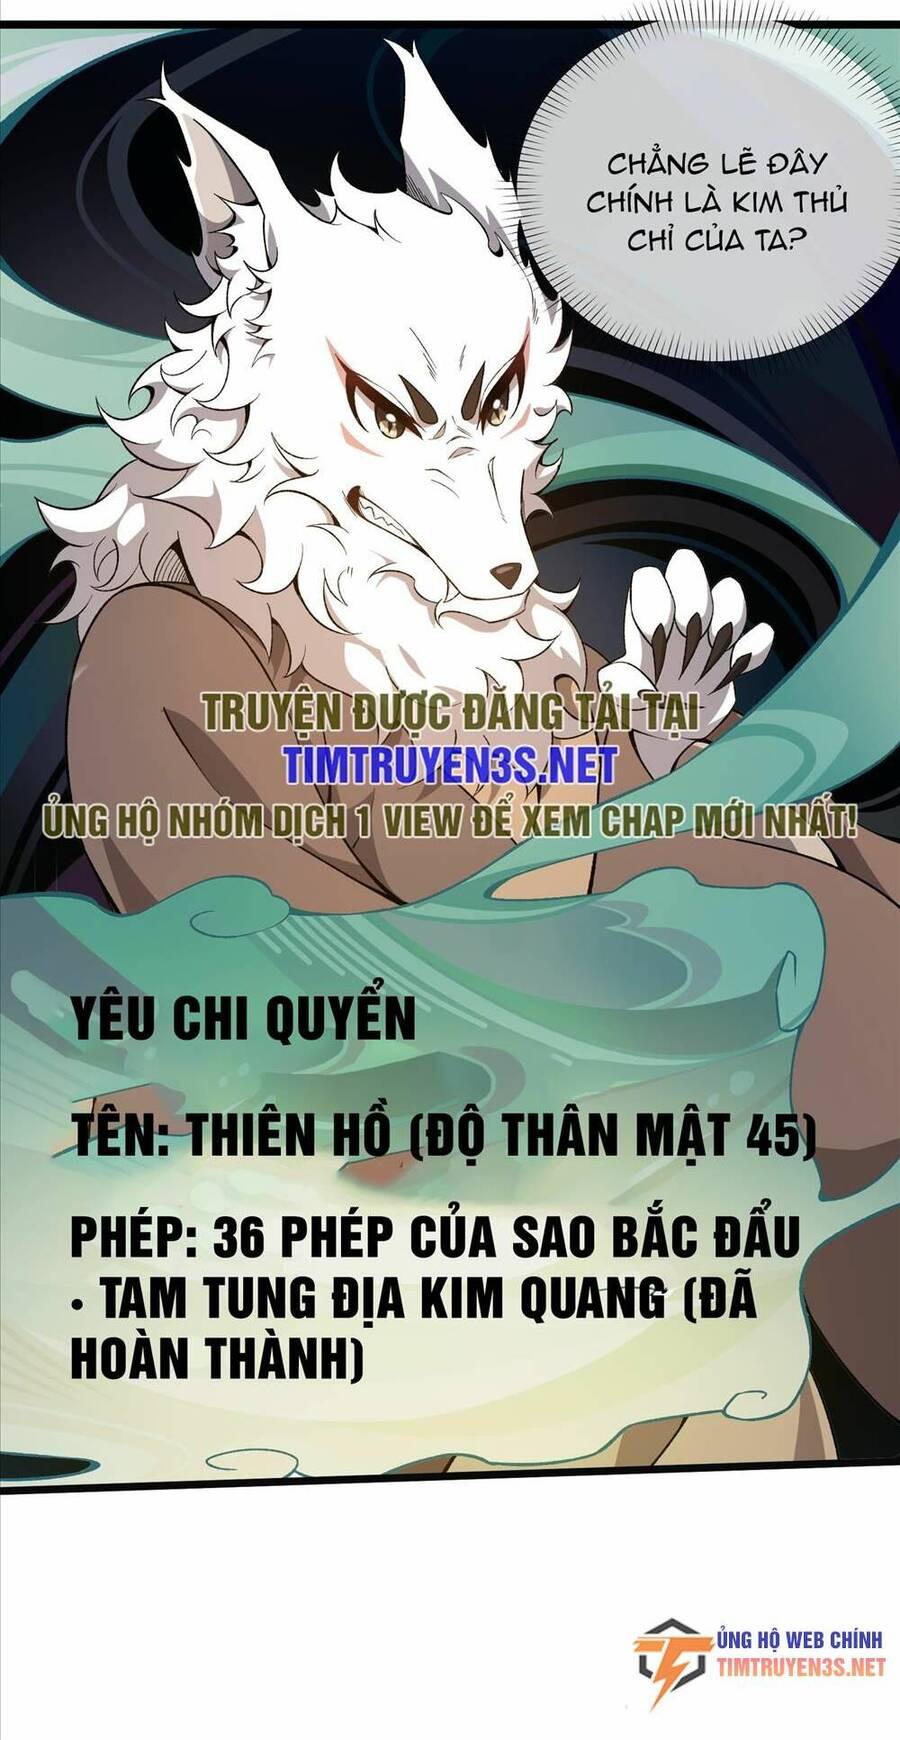 CHẲNG LẼ ĐÂY
CHÍNH LÀ KIM THỦ
CHỈ CỦA TA?
TRUYỆN ĐƯỢC ĐĂNG TẢI TẠI
TIMTRUYEN3S.NET
ỦNG HỘ NHÓM DỊCH 1 VIEW ĐỂ XEM CHAP MỚI NHẤT!
YÊU CHI QUYỂN
TÊN: THIÊN HỒ (ĐỘ THÂN MẬT 45)
PHÉP: 36 PHÉP CỦA SAO BẮC ĐẨU
• TAM TUNG ĐỊA KIM QUANG (ĐÃ
HOÀN THÀNH)
ỦNG HỘ WEB CHÍNH
TIMTRUYEN3S.NET